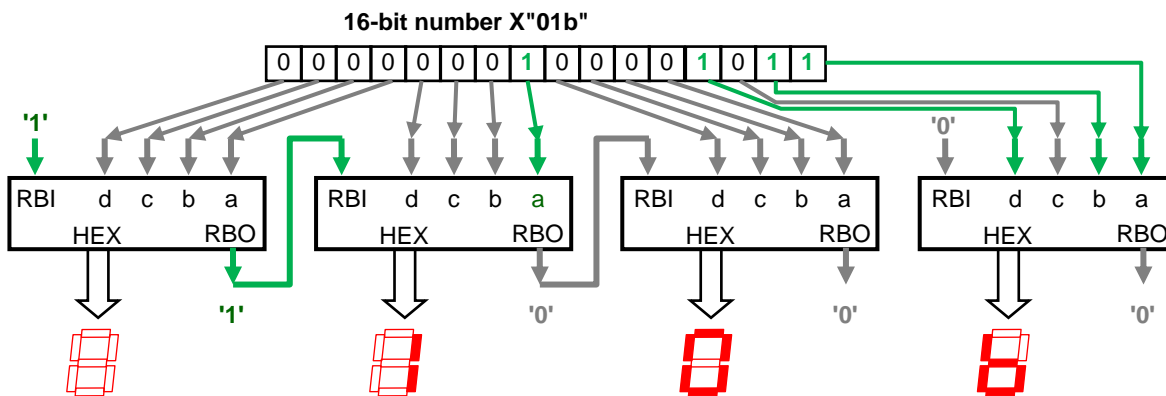 16-bit number X"01b"
0 0 0 0 0 0 0 1 0 0 0 0 1 0 1 1
'1' '0'
RBI d c b a RBI d c b a RBI d c b a RBI d c b a
HEX RBO HEX RBO HEX RBO HEX RBO
'1' '0' '0' '0'